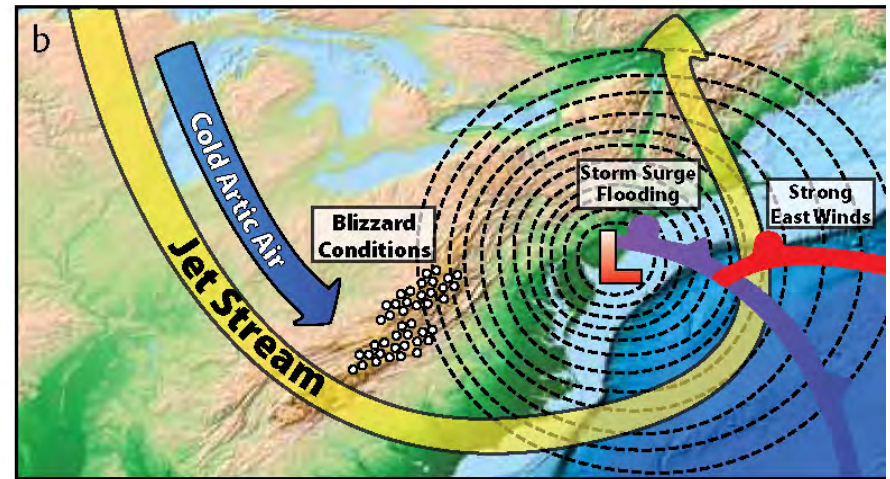 b
Cold Artic Air
Jet Stream
Blizzard
Conditions
Storm Surge
Flooding
Strong
East Winds
L